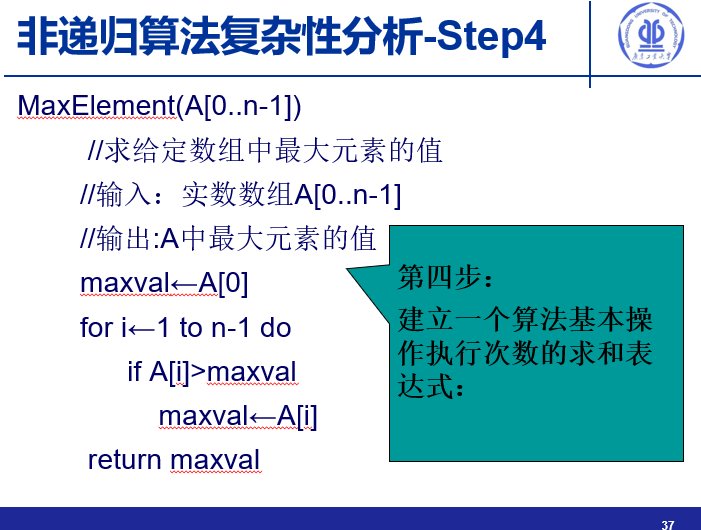 非递归算法复杂性分析-Step4
MaxElement(A[0..n-1])
//求给定数组中最大元素的值
//输入：实数数组A[0..n-1]
//输出:A中最大元素的值
maxval←A[0]
for i←1 to n-1 do
if A[i]>maxval
maxval←A[i]
return maxval
第四步：
建立一个算法基本操
作执行次数的求和表
达式：
37